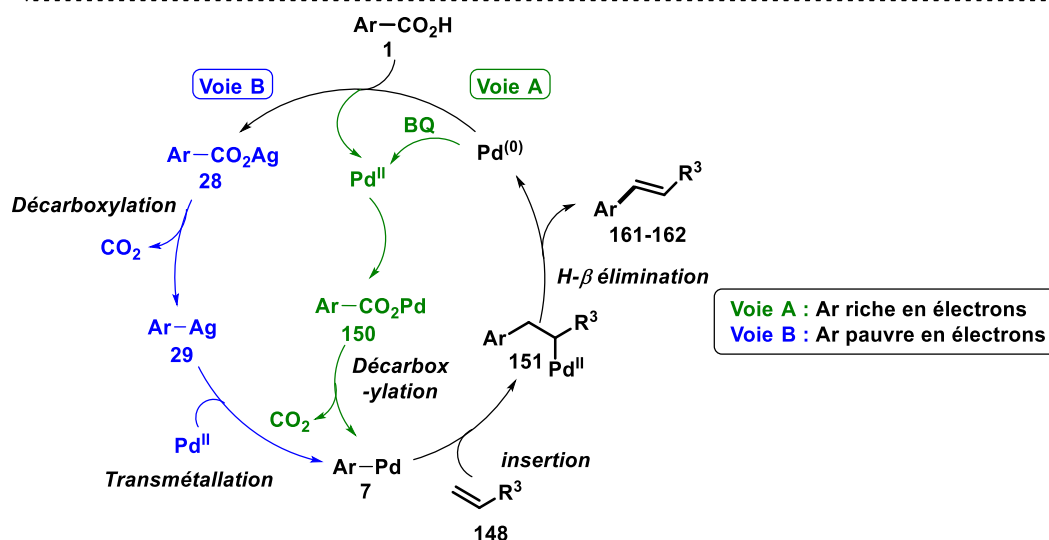 Ar—CO2H
1
Voie B
Voie A
BQ
Pd(0)
Ar—CO2Ag
28
PdII
R3
Ar
161-162
Décarboxylation
CO2
H-β élimination
Ar—CO2Pd
150
Voie A : Ar riche en électrons
Voie B : Ar pauvre en électrons
Ar—Ag
29
Ar
R3
151
PdII
Décarbox
-ylation
CO2
PdII
Transmétallation
Ar—Pd
7
insertion
R3
148